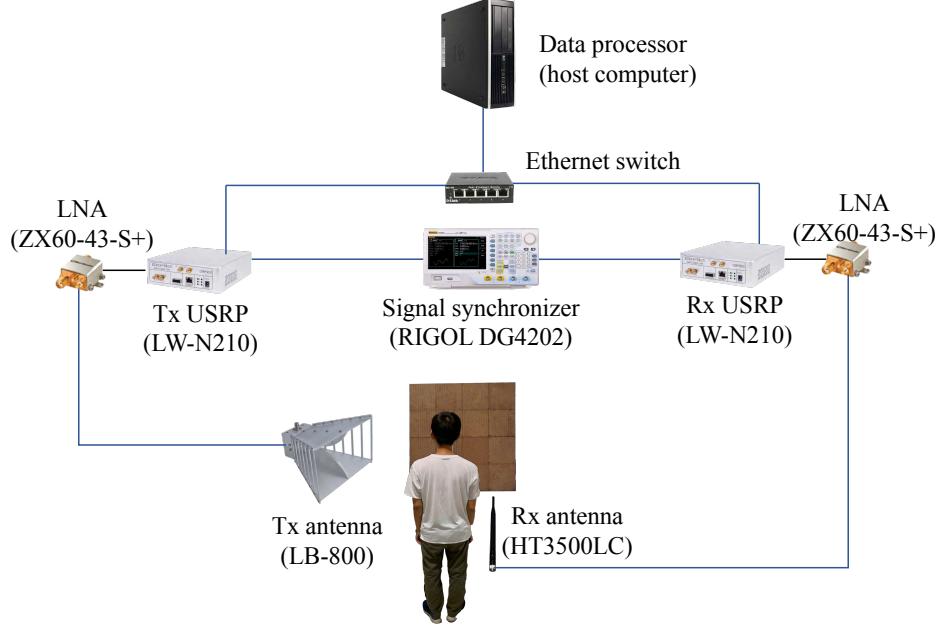 Data processor
(host computer)
Ethernet switch
LNA
(ZX60-43-S+)
LNA
(ZX60-43-S+)
Tx USRP
(LW-N210)
Signal synchronizer
(RIGOL DG4202)
Rx USRP
(LW-N210)
Tx antenna
(LB-800)
Rx antenna
(HT3500LC)